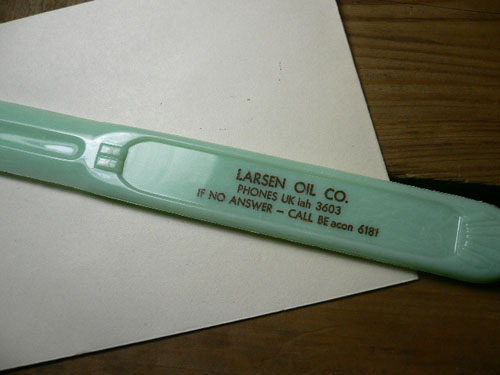 LARSEN OIL CO.
PHONES UKiah 3603
IF NO ANSWER - CALL BEacon 6181